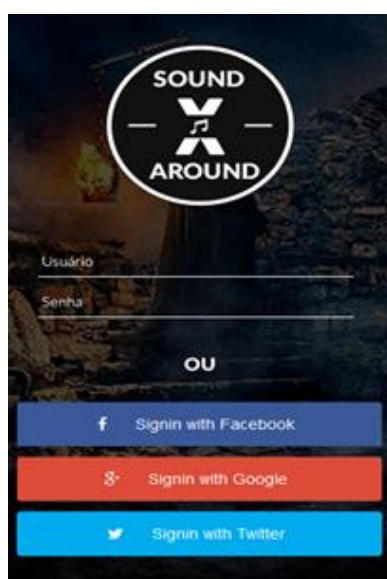 SOUND
X
AROUND
Usuário
Senha
OU
Signin with Facebook
Signin with Google
Signin with Twitter